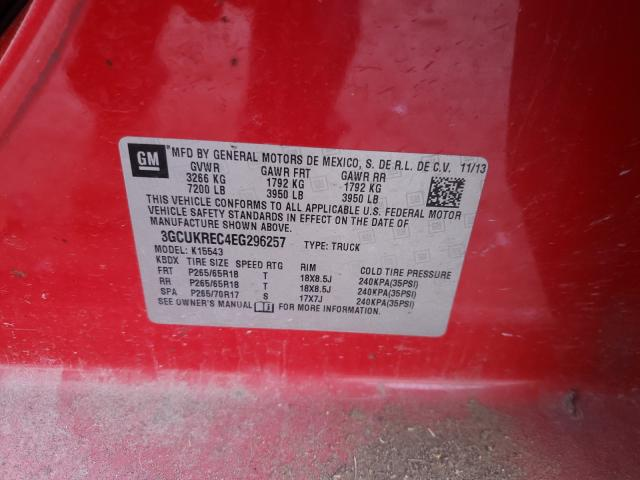 GM MFD BY GENERAL MOTORS DE MEXICO, S. DE R.L. DE C.V. 11/13
GVWR GAWR FRT GAWR RR
3266 KG 1792 KG 1792 KG
7200 LB 3950 LB 3950 LB
THIS VEHICLE CONFORMS TO ALL APPLICABLE U.S. FEDERAL MOTOR
VEHICLE SAFETY STANDARDS IN EFFECT ON THE DATE OF
MANUFACTURE SHOWN ABOVE.
3GCUKREC4EG296257 TYPE: TRUCK
MODEL: K15543
KBDX TIRE SIZE SPEED RTG RIM COLD TIRE PRESSURE
FRT P265/65R18 T 18X8.5J 240KPA(35PSI)
RR P265/65R18 T 18X8.5J 240KPA(35PSI)
SPA P265/70R17 S 17X7J 240KPA(35PSI)
SEE OWNER'S MANUAL FOR MORE INFORMATION.